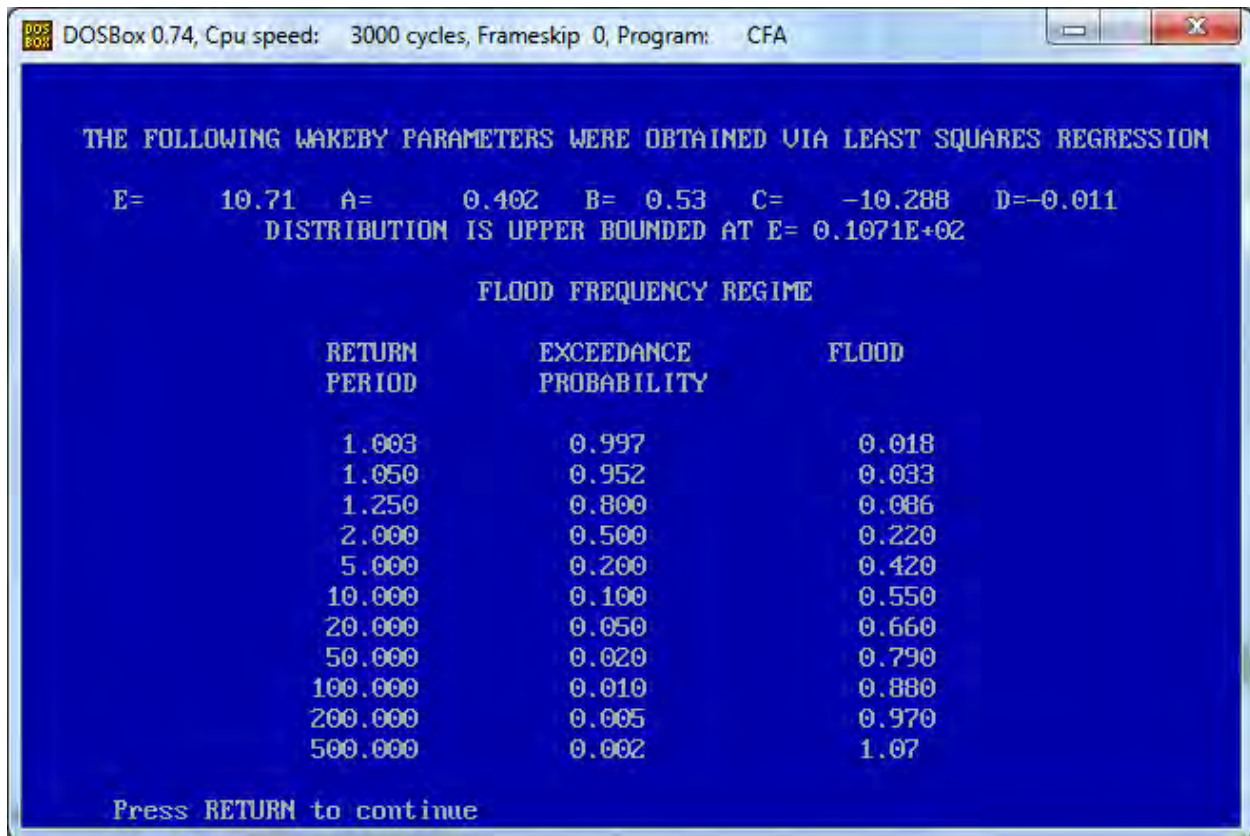 DOS BOX DOSBox 0.74, Cpu speed: 3000 cycles, Frameskip 0, Program: CFA
THE FOLLOWING WAKEBY PARAMETERS WERE OBTAINED VIA LEAST SQUARES REGRESSION
E= 10.71 A= 0.402 B= 0.53 C= -10.288 D=-0.011
DISTRIBUTION IS UPPER BOUNDED AT E= 0.1071E+02
FLOOD FREQUENCY REGIME
RETURN EXCEEDANCE FLOOD
PERIOD PROBABILITY
1.003 0.997 0.018
1.050 0.952 0.033
1.250 0.800 0.086
2.000 0.500 0.220
5.000 0.200 0.420
10.000 0.100 0.550
20.000 0.050 0.660
50.000 0.020 0.790
100.000 0.010 0.880
200.000 0.005 0.970
500.000 0.002 1.07
Press RETURN to continue